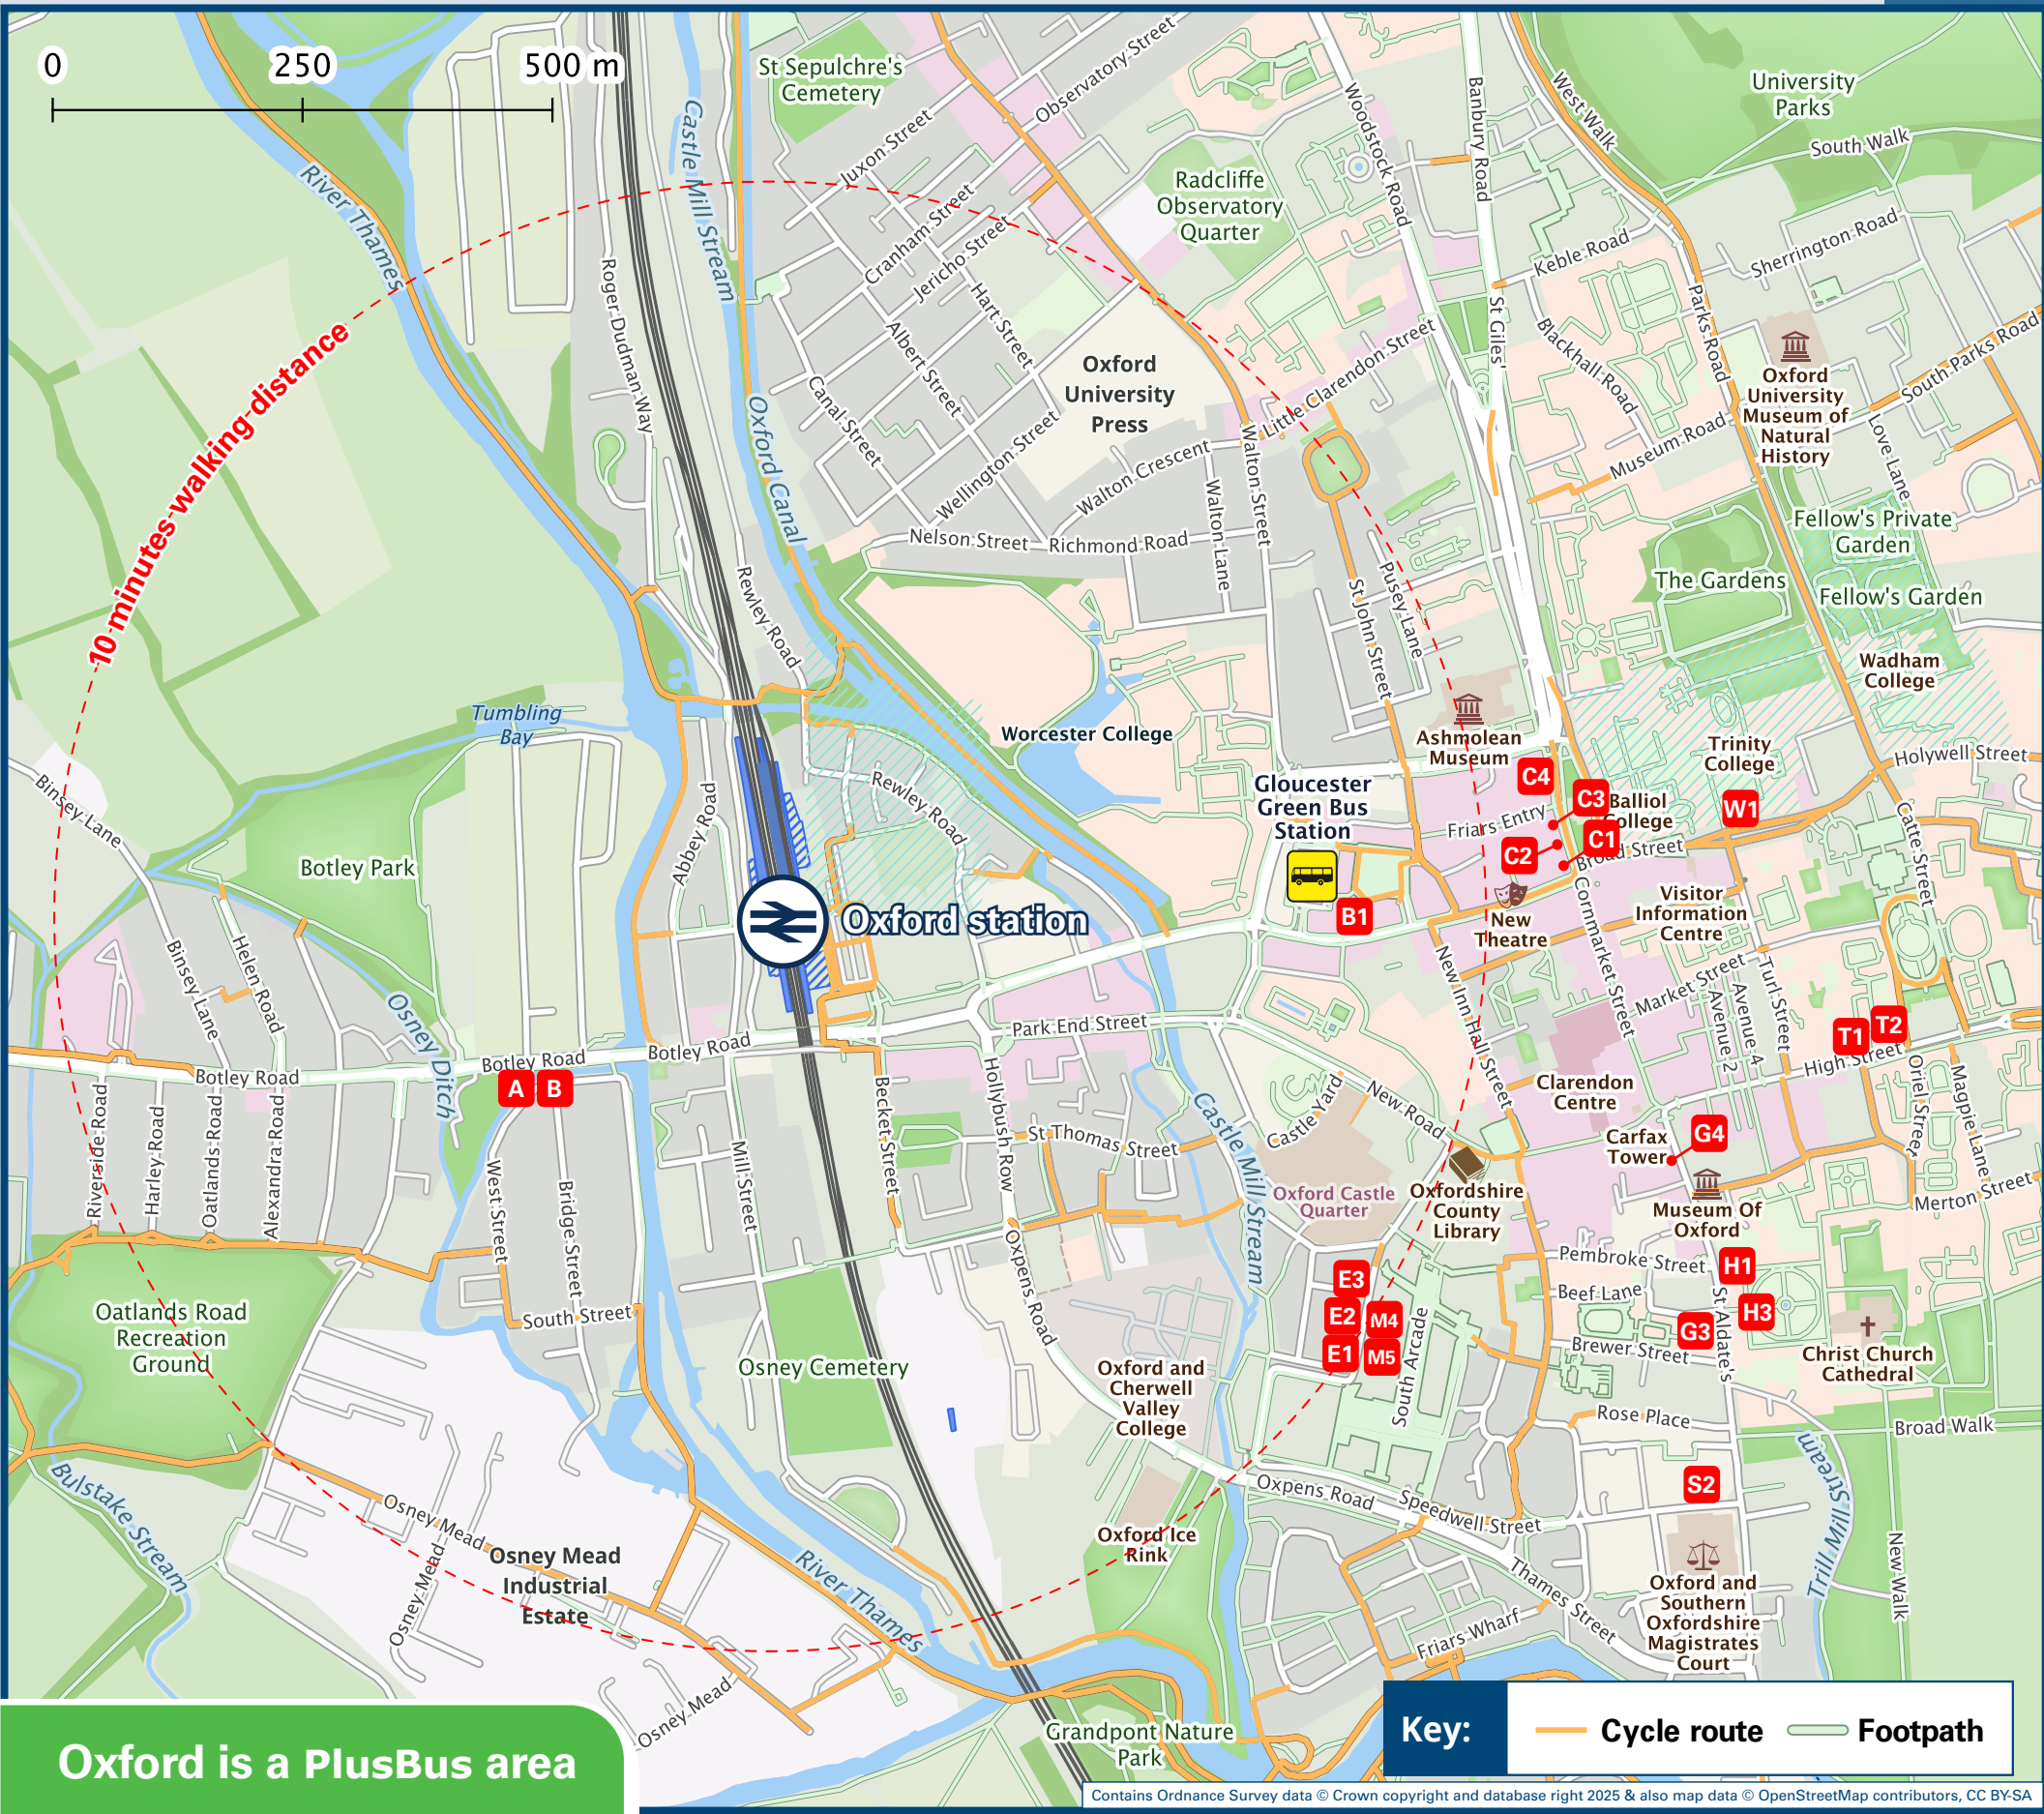 0 250 500 m
St Sepulchre's
Cemetery
Observatory Street
Juxon Street
Cranham Street
Jericho Street
Hart Street
Albert Street
Canal Street
Wellington Street
Walton Crescent
Nelson Street
Richmond Road
Walton Lane
Walton Street
Little Clarendon Street
Radcliffe
Observatory
Quarter
Oxford
University
Press
Woodstock Road
Banbury Road
West Walk
University
Parks
South Walk
Keble Road
Sherrington Road
Parks Road
St Giles'
Blackhall Road
Museum Road
Oxford
University
Museum of
Natural
History
South Parks Road
Love Lane
Fellow's Private
Garden
Fellow's Garden
The Gardens
Wadham
College
Trinity
College
Holywell Street
Catte Street
River Thames
Castle Mill Stream
Roger Dudman Way
Oxford Canal
Rewley Road
10 minutes walking distance
Tumbling
Bay
Binsey Lane
Botley Park
Abbey Road
Rewley Road
Worcester College
St John Street
Pusey Lane
Ashmolean
Museum
Gloucester
Green Bus
Station
Friars Entry
C4
C3
C1
C2
Balliol
College
Broad Street
W1
B1
New
Theatre
Visitor
Information
Centre
Oxford station
Binsey Lane
Helen Road
Osney Ditch
Botley Road
Botley Road
Botley Road
A
B
Park End Street
New Inn Hall Street
Cornmarket Street
Market Street
Avenue 2
Avenue 4
Turl Street
T1
T2
High Street
Oriel Street
Magpie Lane
Merton Street
Clarendon
Centre
Carfax
Tower
G4
Museum Of
Oxford
Riverside Road
Harley Road
Oatlands Road
Alexandra Road
West Street
Bridge Street
South Street
Mill Street
Becket Street
Hollybush Row
St Thomas Street
Castle Mill Stream
Castle Yard
New Road
Oxford Castle
Quarter
Oxfordshire
County
Library
Oxpens Road
Pembroke Street
Beef Lane
Brewer Street
St Aldate's
H1
H3
G3
E3
E2
E1
M4
M5
South Arcade
Christ Church
Cathedral
Oatlands Road
Recreation
Ground
Osney Cemetery
Oxford and
Cherwell
Valley
College
Rose Place
Broad Walk
S2
Oxpens Road
Speedwell Street
Thames Street
Trill Mill Stream
New Walk
Bulstake Stream
Osney Mead
Osney Mead
Osney Mead
Industrial
Estate
Osney Mead
River Thames
Oxford Ice
Rink
Friars Wharf
Oxford and
Southern
Oxfordshire
Magistrates
Court
Grandpont Nature
Park
Oxford is a PlusBus area
Key: Cycle route Footpath
Contains Ordnance Survey data © Crown copyright and database right 2025 & also map data © OpenStreetMap contributors, CC BY-SA